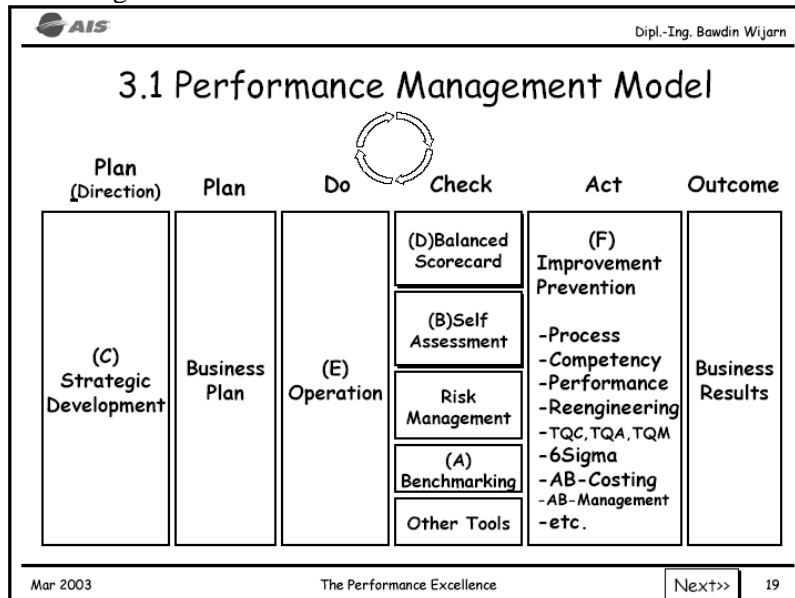 AIS
Dipl.-Ing. Bawdin Wijarn
3.1 Performance Management Model
Plan
(Direction)
Plan
Do
Check
Act
Outcome
(C)
Strategic
Development
Business
Plan
(E)
Operation
(D)Balanced
Scorecard
(B)Self
Assessment
Risk
Management
(A)
Benchmarking
Other Tools
(F)
Improvement
Prevention
-Process
-Competency
-Performance
-Reengineering
-TQC,TQA,TQM
-6Sigma
-AB-Costing
-AB-Management
-etc.
Business
Results
Mar 2003
The Performance Excellence
Next>>
19